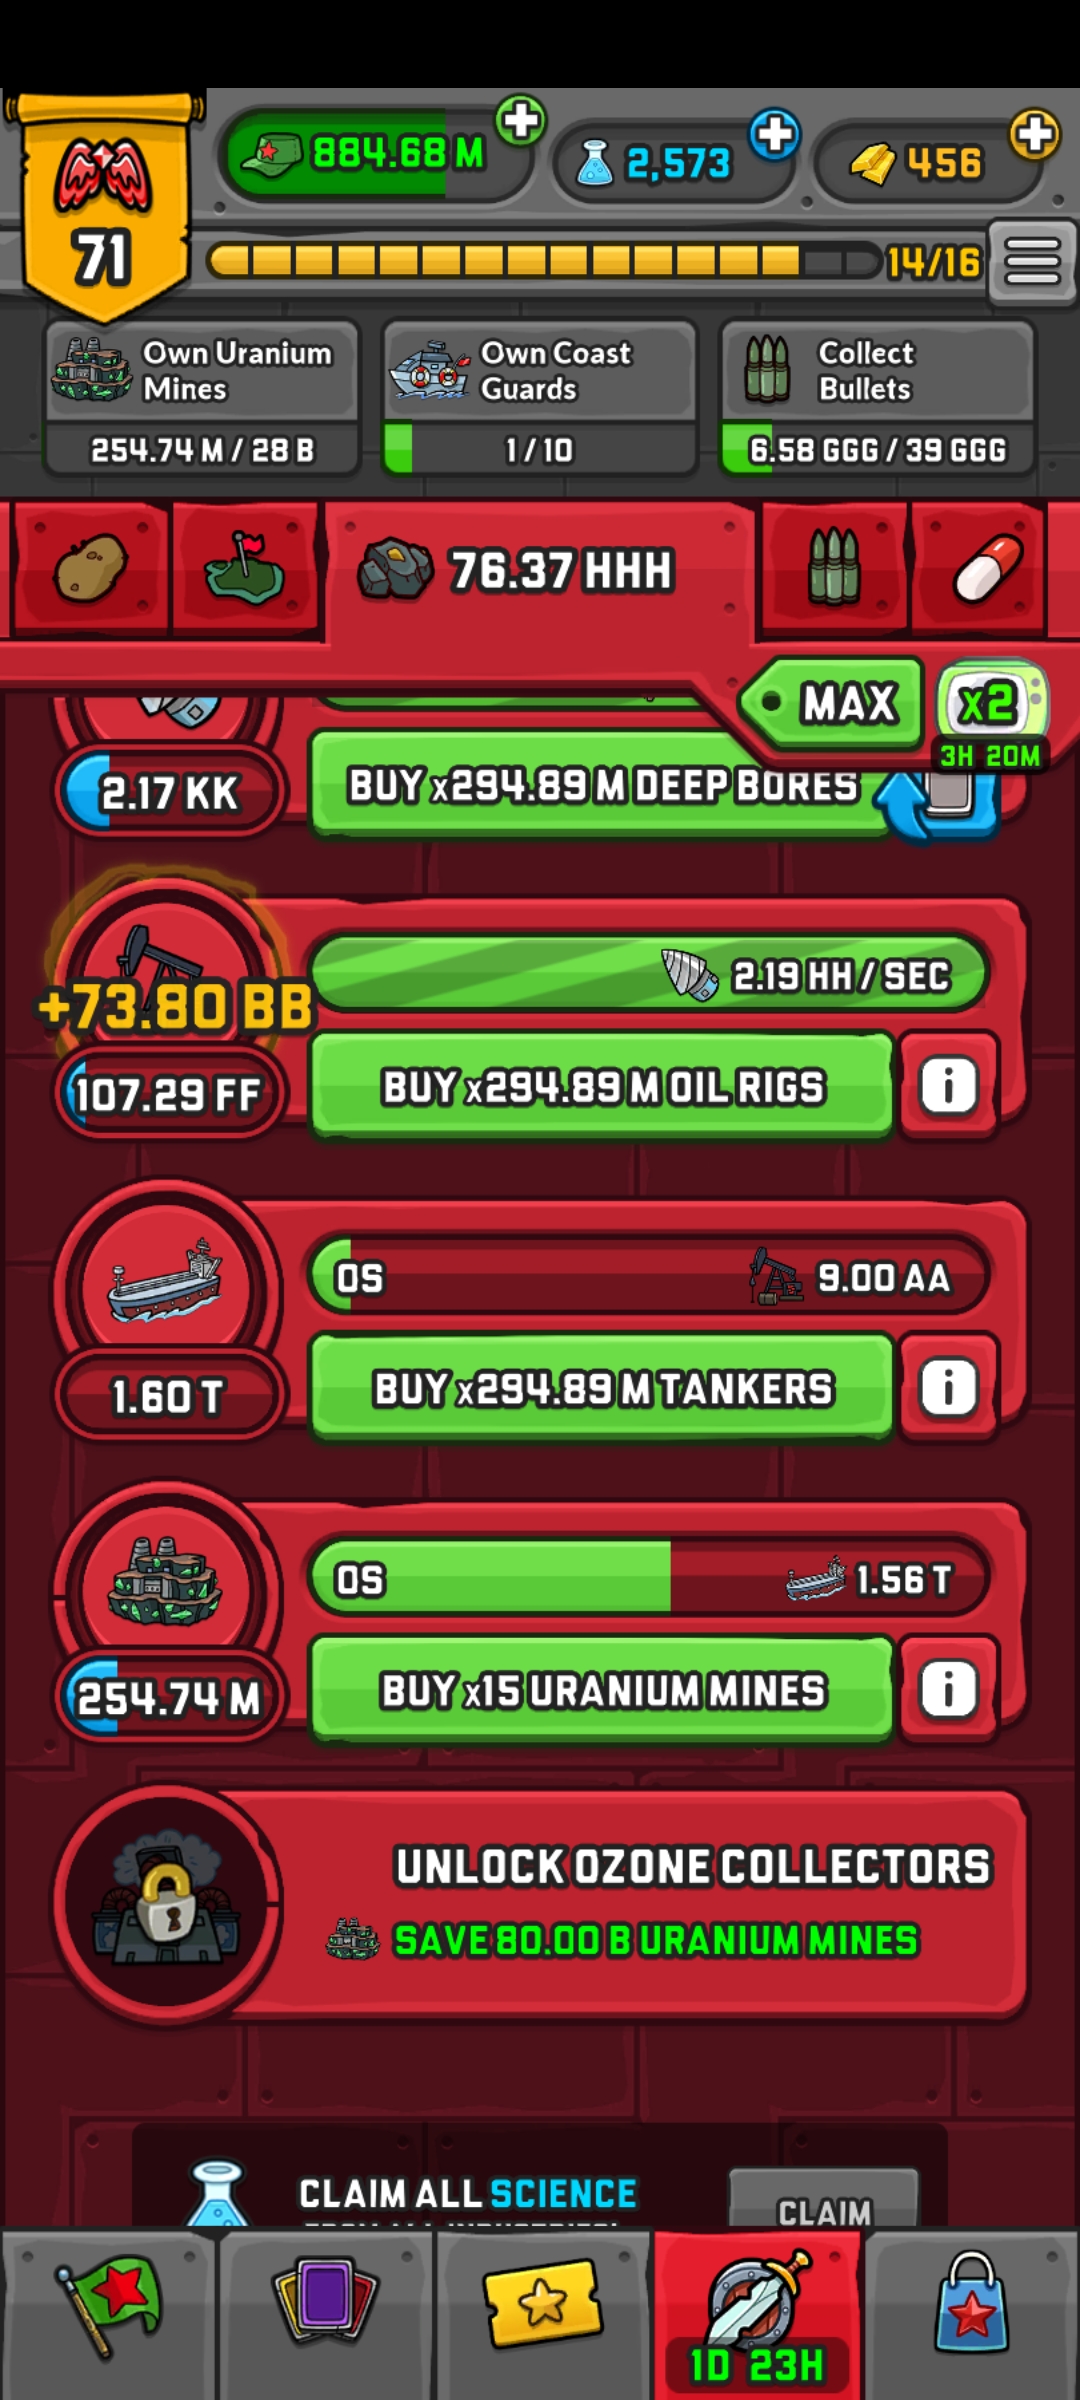 884.68 M
2,573
456
71
14/16
Own Uranium
Mines
254.74 M / 28 B
Own Coast
Guards
1 / 10
Collect
Bullets
6.58 GGG / 39 GGG
76.37 HHH
MAX
x2
3H 20M
2.17 KK
BUY x294.89 M DEEP BORES
+73.80 BB
2.19 HH / SEC
107.29 FF
BUY x294.89 M OIL RIGS
i
0S
9.00 AA
1.60 T
BUY x294.89 M TANKERS
i
0S
1.56 T
254.74 M
BUY x15 URANIUM MINES
i
UNLOCK OZONE COLLECTORS
SAVE 80.00 B URANIUM MINES
CLAIM ALL SCIENCE
CLAIM
1D 23H